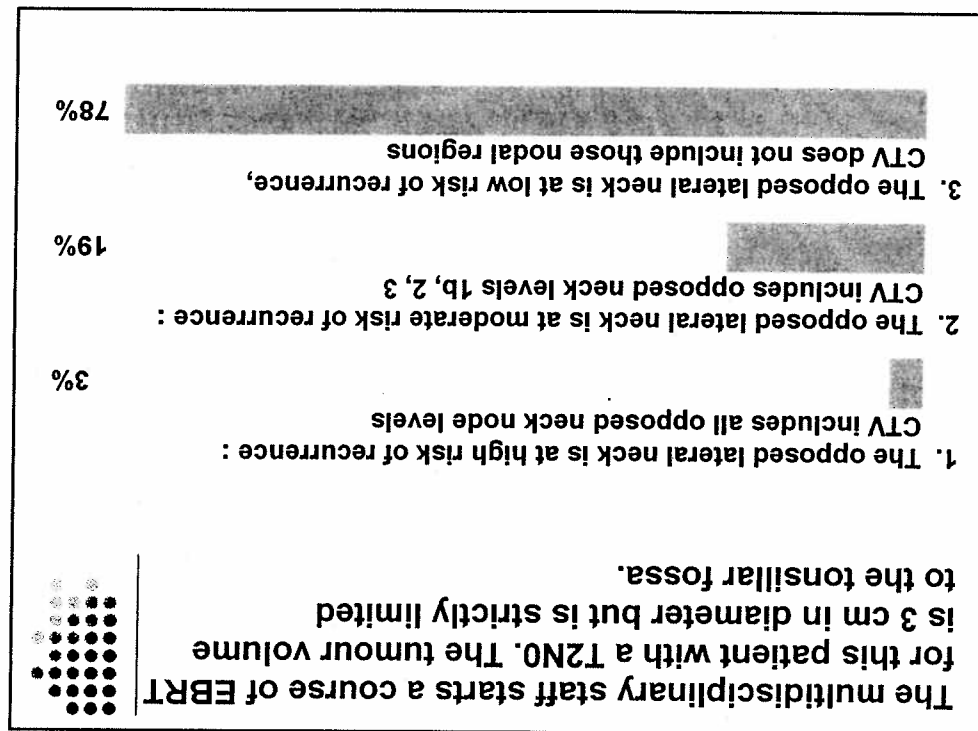 The multidisciplinary staff starts a course of EBRT
for this patient with a T2N0. The tumour volume
is 3 cm in diameter but is strictly limited
to the tonsillar fossa.
1. The opposed lateral neck is at high risk of recurrence :
CTV includes all opposed neck node levels
3%
2. The opposed lateral neck is at moderate risk of recurrence :
CTV includes opposed neck levels 1b, 2, 3
19%
3. The opposed lateral neck is at low risk of recurrence,
CTV does not include those nodal regions
78%